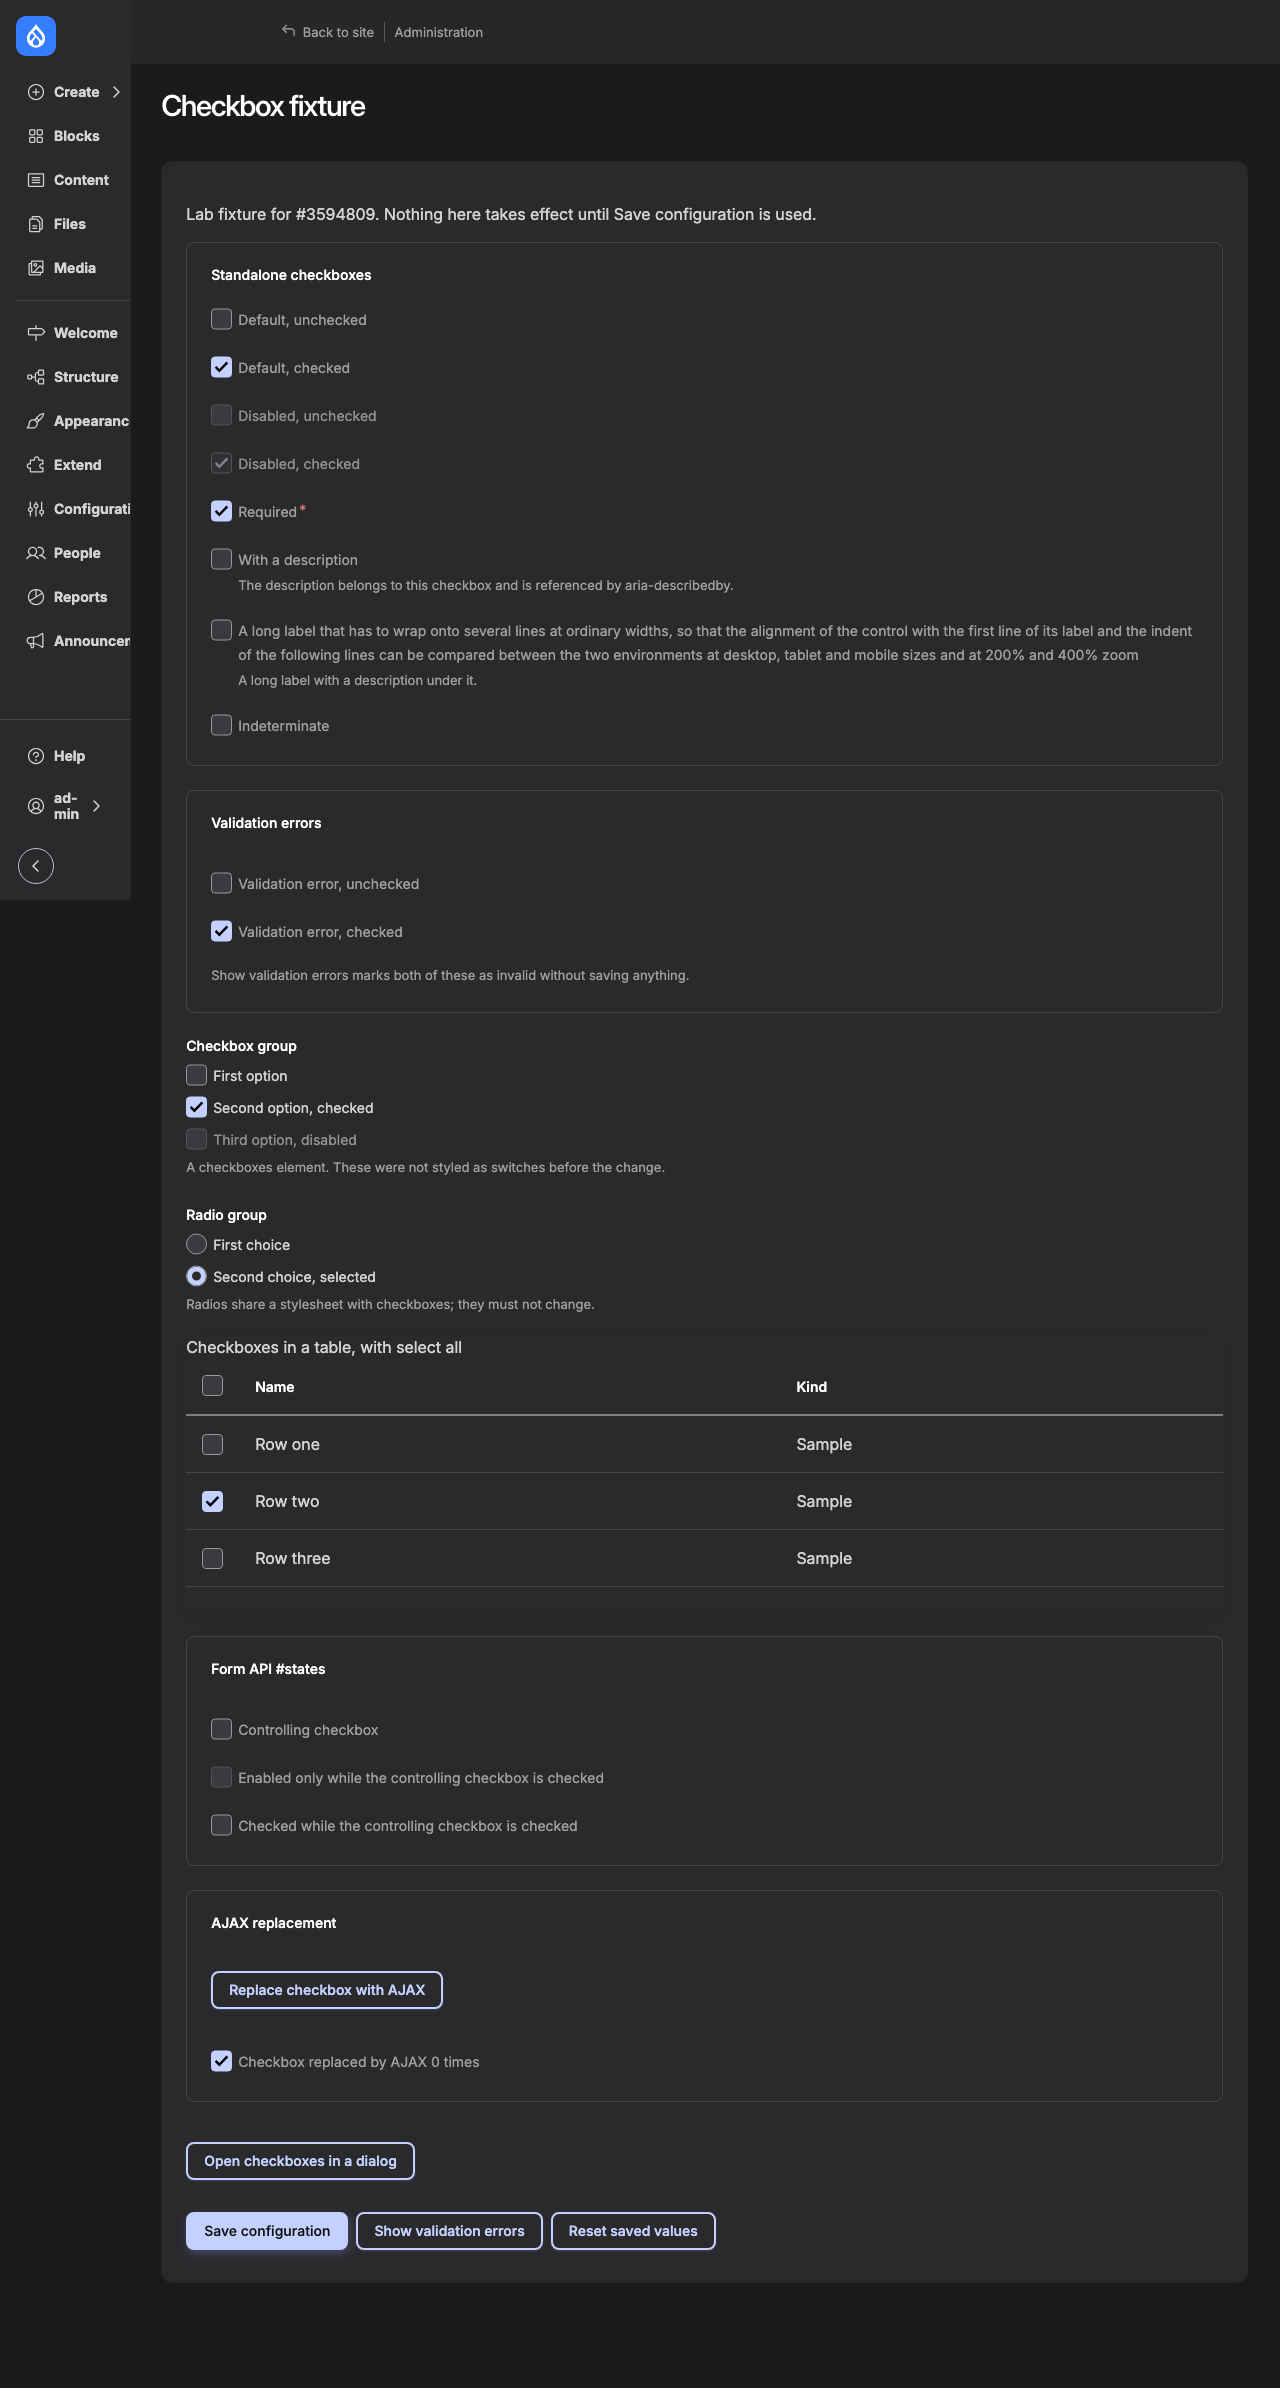 Back to site
Administration
Create
Blocks
Content
Files
Media
Welcome
Structure
Appearanc
Extend
Configurati
People
Reports
Announcem
Help
ad-
min
Checkbox fixture
Lab fixture for #3594809. Nothing here takes effect until Save configuration is used.
Standalone checkboxes
Default, unchecked
Default, checked
Disabled, unchecked
Disabled, checked
Required*
With a description
The description belongs to this checkbox and is referenced by aria-describedby.
A long label that has to wrap onto several lines at ordinary widths, so that the alignment of the control with the first line of its label and the indent
of the following lines can be compared between the two environments at desktop, tablet and mobile sizes and at 200% and 400% zoom
A long label with a description under it.
Indeterminate
Validation errors
Validation error, unchecked
Validation error, checked
Show validation errors marks both of these as invalid without saving anything.
Checkbox group
First option
Second option, checked
Third option, disabled
A checkboxes element. These were not styled as switches before the change.
Radio group
First choice
Second choice, selected
Radios share a stylesheet with checkboxes; they must not change.
Checkboxes in a table, with select all
Name Kind
Row one Sample
Row two Sample
Row three Sample
Form API #states
Controlling checkbox
Enabled only while the controlling checkbox is checked
Checked while the controlling checkbox is checked
AJAX replacement
Replace checkbox with AJAX
Checkbox replaced by AJAX 0 times
Open checkboxes in a dialog
Save configuration
Show validation errors
Reset saved values